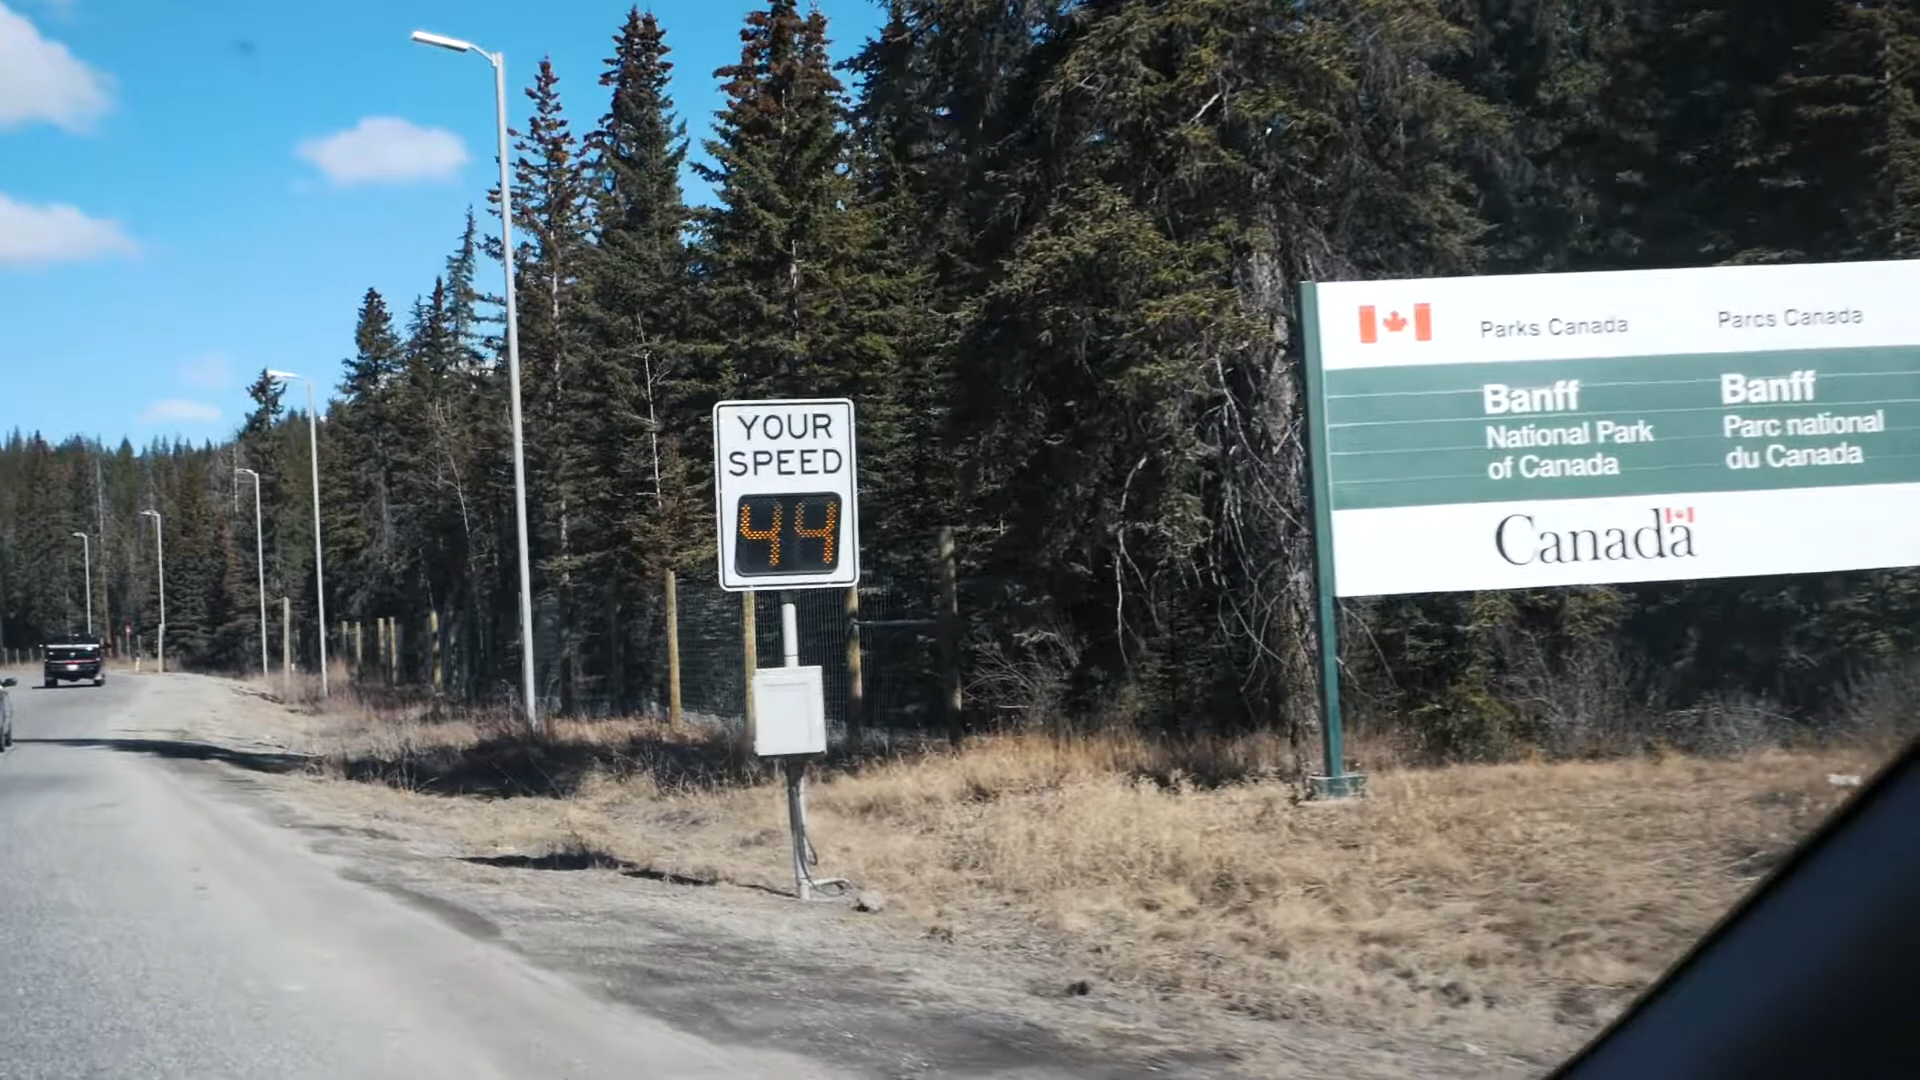 YOUR
SPEED
44
Parks Canada
Parcs Canada
Banff
National Park
of Canada
Banff
Parc national
du Canada
Canada